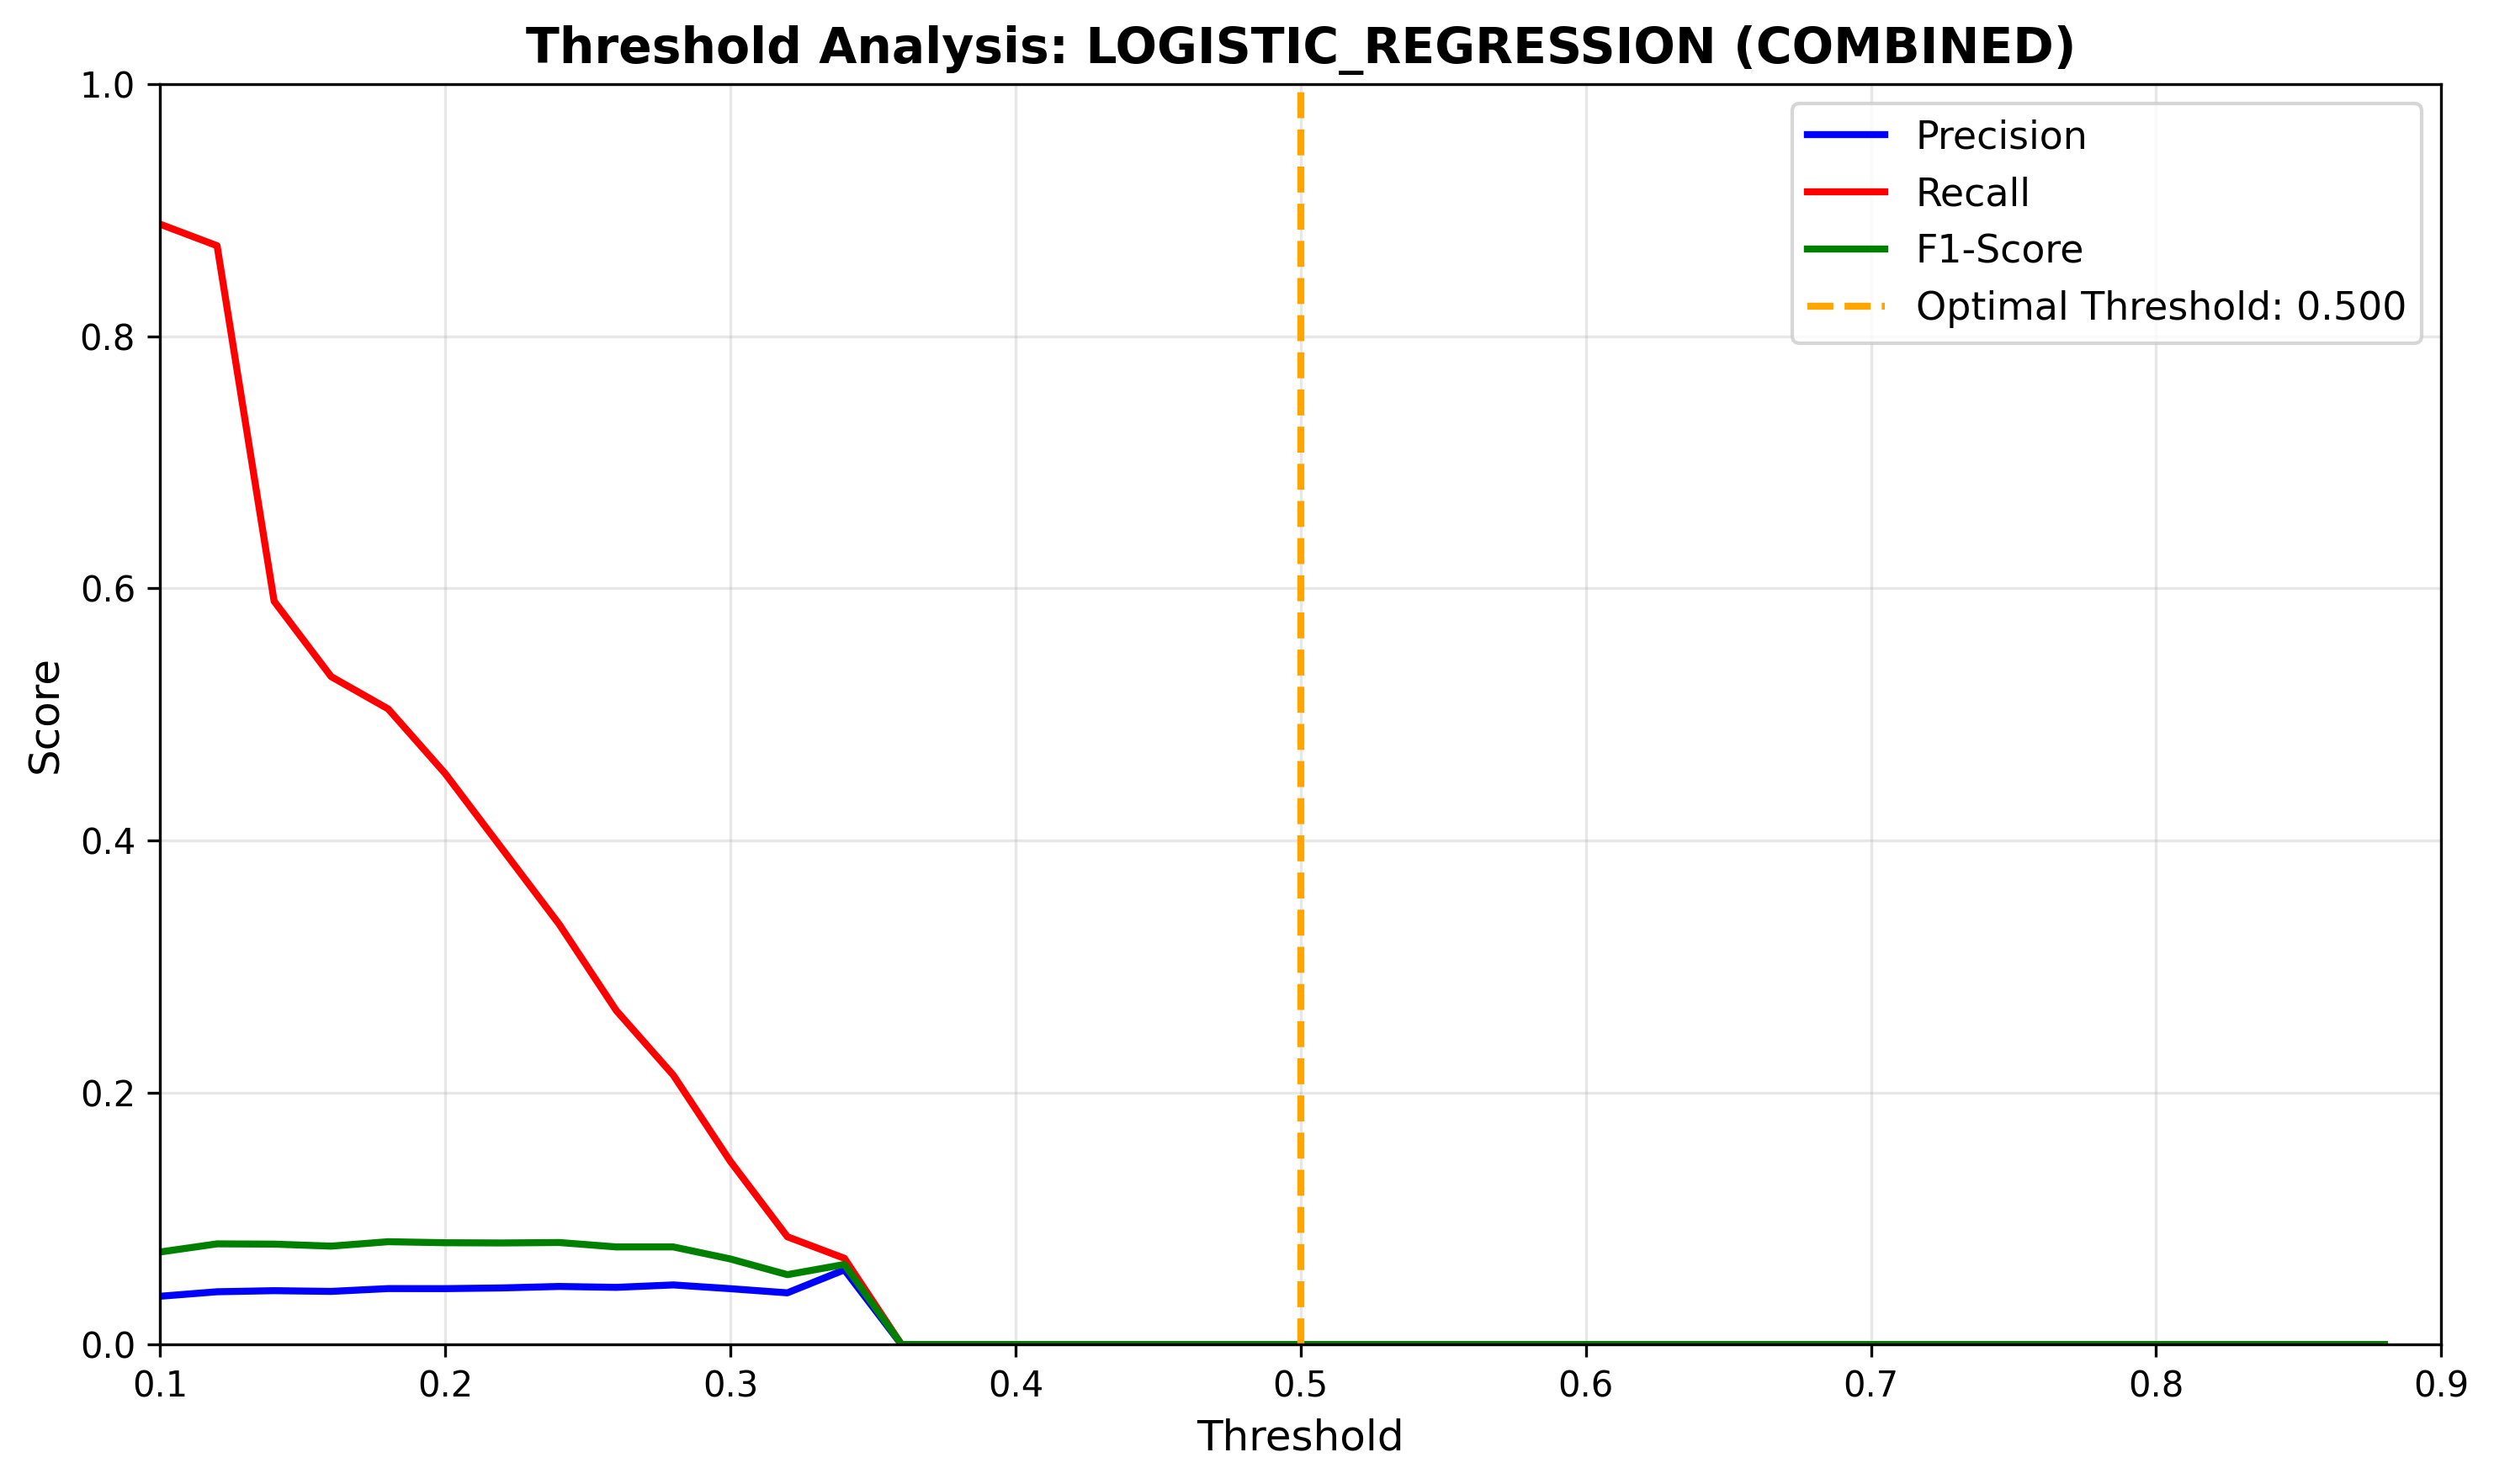 Threshold Analysis: LOGISTIC_REGRESSION (COMBINED)
1.0
0.8
0.6
0.4
0.2
0.0
Score
Precision
Recall
F1-Score
Optimal Threshold: 0.500
0.1 0.2 0.3 0.4 0.5 0.6 0.7 0.8 0.9
Threshold